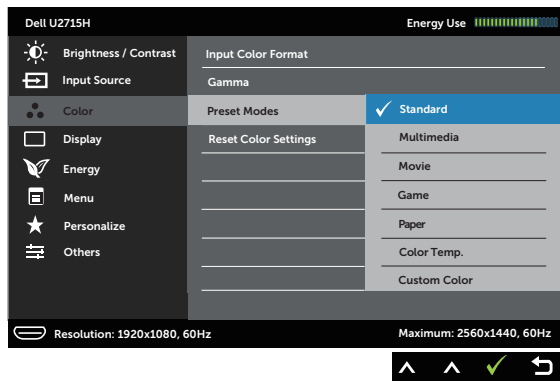 Dell U2715H
Energy Use
Brightness / Contrast
Input Source
Color
Display
Energy
Menu
Personalize
Others
Input Color Format
Gamma
Preset Modes
Reset Color Settings
Standard
Multimedia
Movie
Game
Paper
Color Temp.
Custom Color
Resolution: 1920x1080, 60Hz
Maximum: 2560x1440, 60Hz